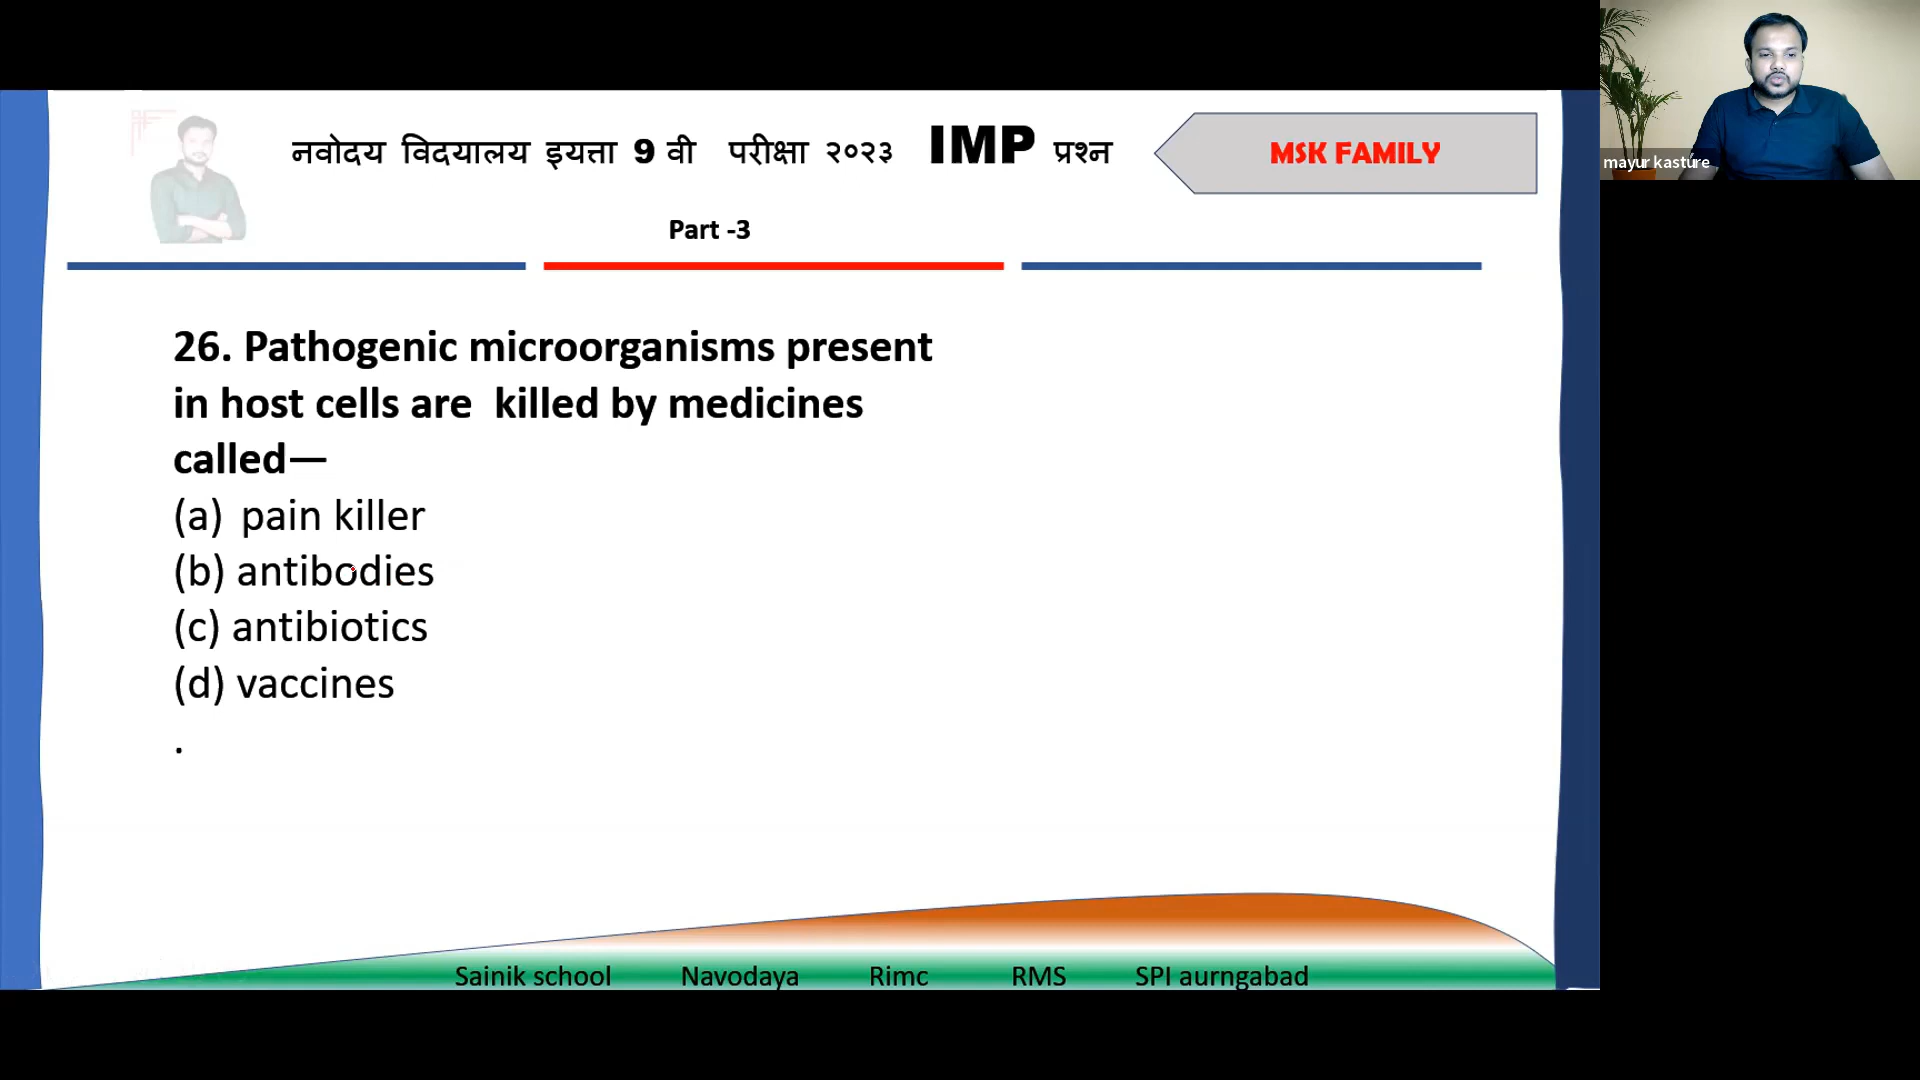 नवोदय विदयालय इयत्ता 9 वी परीक्षा २०२३ IMP प्रश्न
MSK FAMILY
mayur kasture
Part -3
26. Pathogenic microorganisms present
in host cells are killed by medicines
called—
(a) pain killer
(b) antibodies
(c) antibiotics
(d) vaccines
.
Sainik school Navodaya Rimc RMS SPI aurngabad